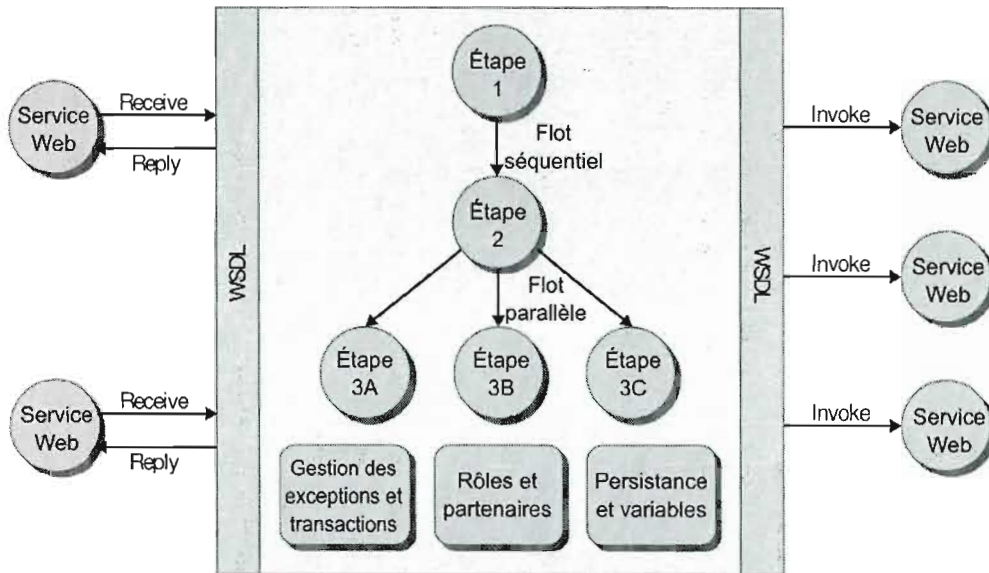 Étape
1
Service
Web
Receive
Reply
Flot
séquentiel
Invoke
Service
Web
Étape
2
WSDL
WSDL
Invoke
Service
Web
Flot
parallèle
Étape
3A
Étape
3B
Étape
3C
Service
Web
Receive
Reply
Invoke
Service
Web
Gestion des
exceptions et
transactions
Rôles et
partenaires
Persistance
et variables